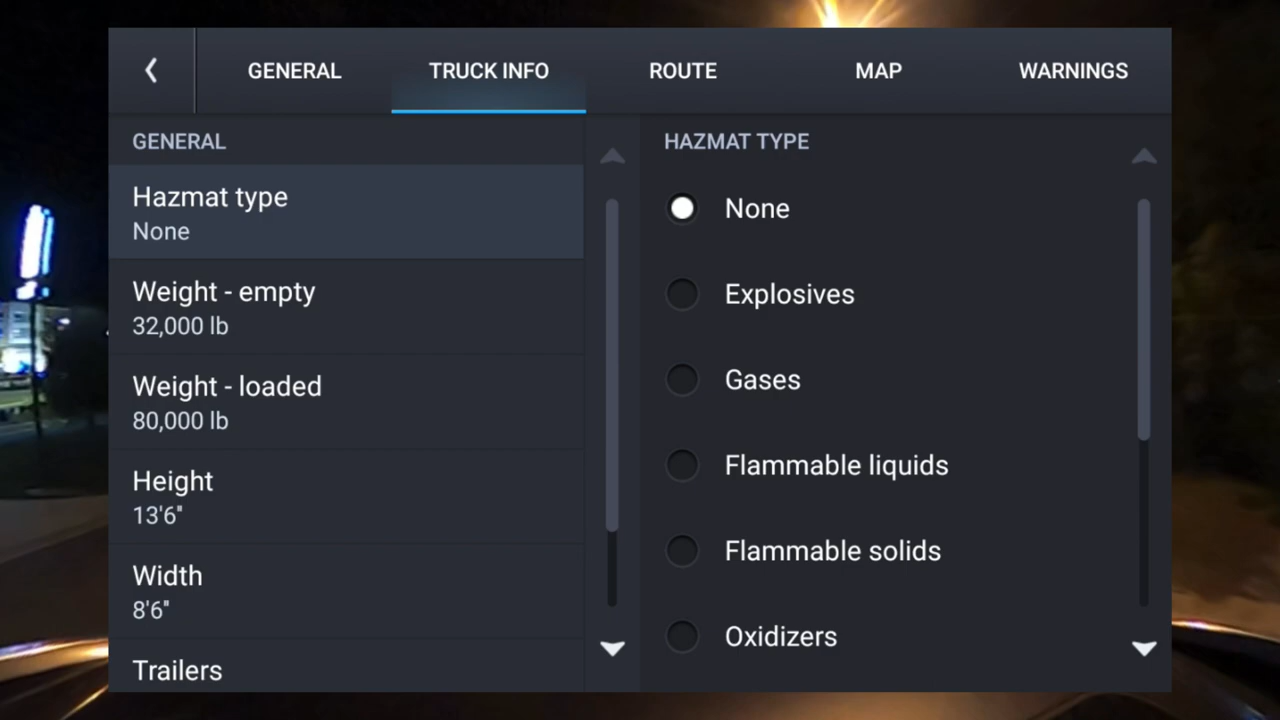 GENERAL
TRUCK INFO
ROUTE
MAP
WARNINGS
GENERAL
Hazmat type
None
Weight - empty
32,000 lb
Weight - loaded
80,000 lb
Height
13'6"
Width
8'6"
Trailers
HAZMAT TYPE
None
Explosives
Gases
Flammable liquids
Flammable solids
Oxidizers